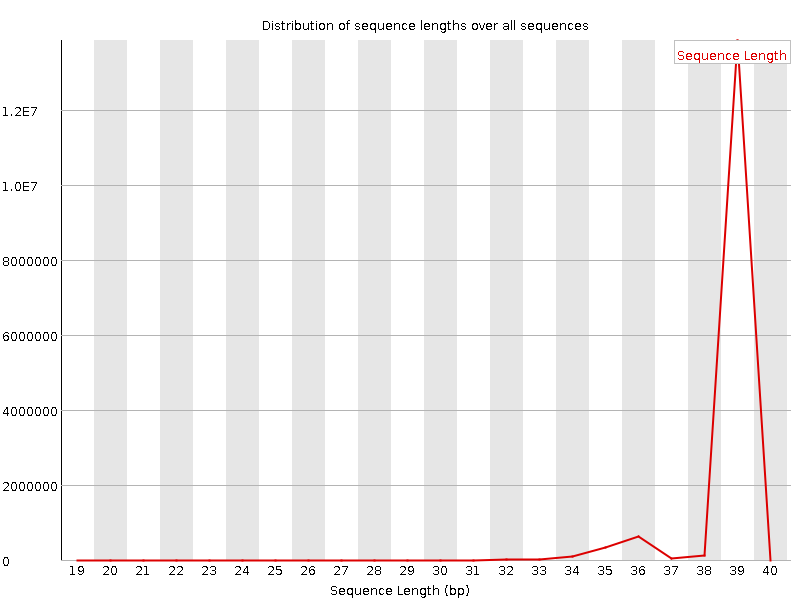 Distribution of sequence lengths over all sequences
Sequence Length
1.2E7
1.0E7
8000000
6000000
4000000
2000000
0
19 20 21 22 23 24 25 26 27 28 29 30 31 32 33 34 35 36 37 38 39 40
Sequence Length (bp)